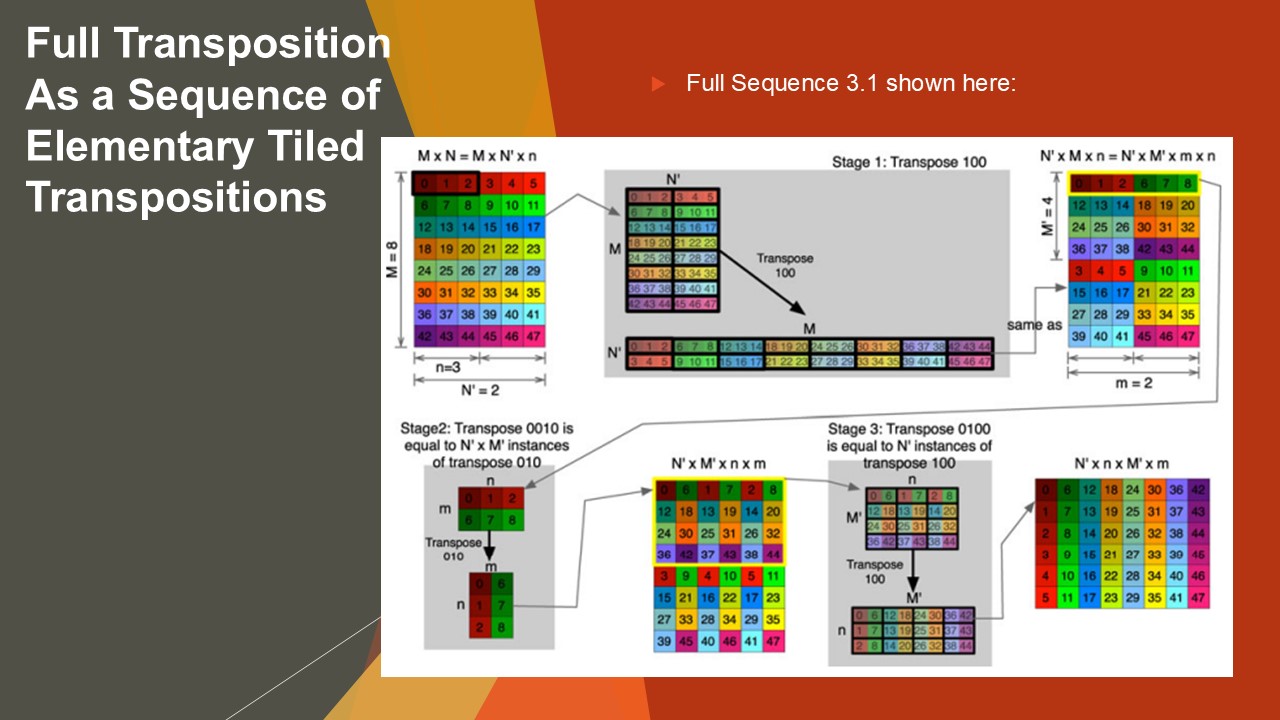 Full Transposition
As a Sequence of
Elementary Tiled
Transpositions
Full Sequence 3.1 shown here:
M x N = M x N' x n
M = 8
0 1 2 3 4 5
6 7 8 9 10 11
12 13 14 15 16 17
18 19 20 21 22 23
24 25 26 27 28 29
30 31 32 33 34 35
36 37 38 39 40 41
42 43 44 45 46 47
n=3
N' = 2
Stage 1: Transpose 100
N'
M
0 1 2 3 4 5
6 7 8 9 10 11
12 13 14 15 16 17
18 19 20 21 22 23
24 25 26 27 28 29
30 31 32 33 34 35
36 37 38 39 40 41
42 43 44 45 46 47
Transpose
100
M
N'
0 1 2 6 7 8 12 13 14 18 19 20 24 25 26 30 31 32 36 37 38 42 43 44
3 4 5 9 10 11 15 16 17 21 22 23 27 28 29 33 34 35 39 40 41 45 46 47
same as
N' x M x n = N' x M' x m x n
M' = 4
0 1 2 6 7 8
12 13 14 18 19 20
24 25 26 30 31 32
36 37 38 42 43 44
3 4 5 9 10 11
15 16 17 21 22 23
27 28 29 33 34 35
39 40 41 45 46 47
m = 2
Stage2: Transpose 0010 is
equal to N' x M' instances
of transpose 010
n
m
0 1 2
6 7 8
Transpose
010
m
n
0 6
1 7
2 8
N' x M' x n x m
0 6 1 7 2 8
12 18 13 19 14 20
24 30 25 31 26 32
36 42 37 43 38 44
3 9 4 10 5 11
15 21 16 22 17 23
27 33 28 34 29 35
39 45 40 46 41 47
Stage 3: Transpose 0100
is equal to N' instances of
transpose 100
n
M'
0 6 1 7 2 8
12 18 13 19 14 20
24 30 25 31 26 32
36 42 37 43 38 44
Transpose
100
M'
n
0 6 12 18 24 30 36 42
1 7 13 19 25 31 37 43
2 8 14 20 26 32 38 44
N' x n x M' x m
0 6 12 18 24 30 36 42
1 7 13 19 25 31 37 43
2 8 14 20 26 32 38 44
3 9 15 21 27 33 39 45
4 10 16 22 28 34 40 46
5 11 17 23 29 35 41 47